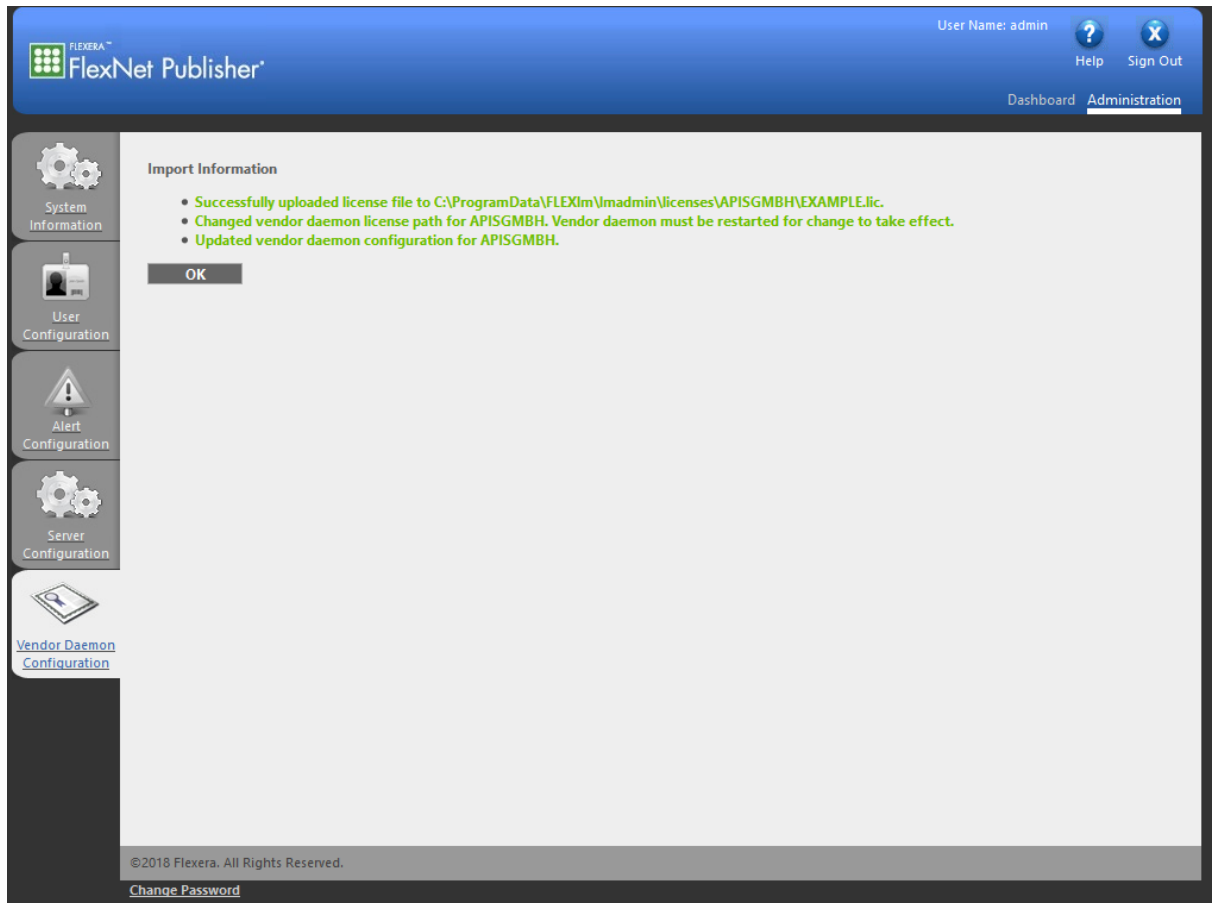 User Name: admin
Help
Sign Out
FLEXERA™
FlexNet Publisher®
Dashboard
Administration
System
Information
Import Information
• Successfully uploaded license file to C:\ProgramData\FLEXlm\lmadmin\licenses\APISGMBH\EXAMPLE.lic.
• Changed vendor daemon license path for APISGMBH. Vendor daemon must be restarted for change to take effect.
• Updated vendor daemon configuration for APISGMBH.
OK
User
Configuration
Alert
Configuration
Server
Configuration
Vendor Daemon
Configuration
©2018 Flexera. All Rights Reserved.
Change Password